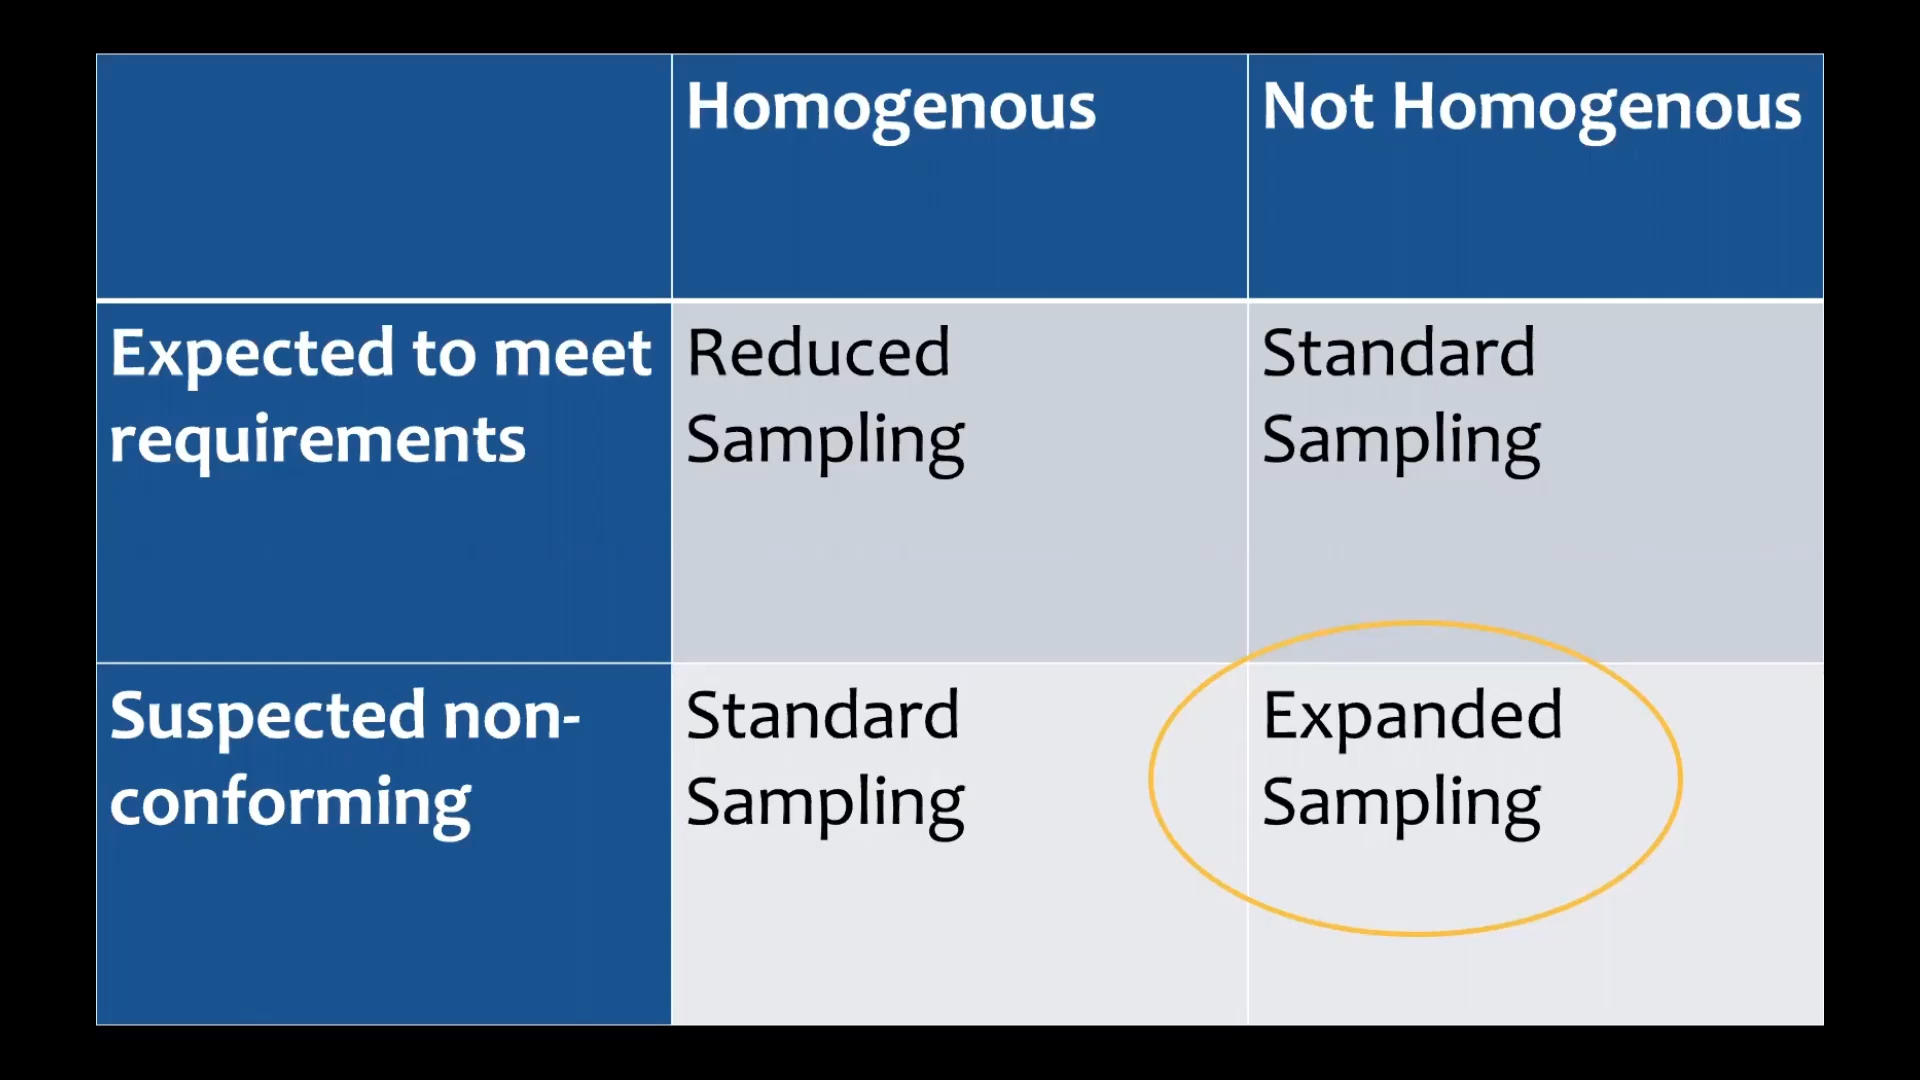 Homogenous
Not Homogenous
Expected to meet
requirements
Reduced
Sampling
Standard
Sampling
Suspected non-
conforming
Standard
Sampling
Expanded
Sampling